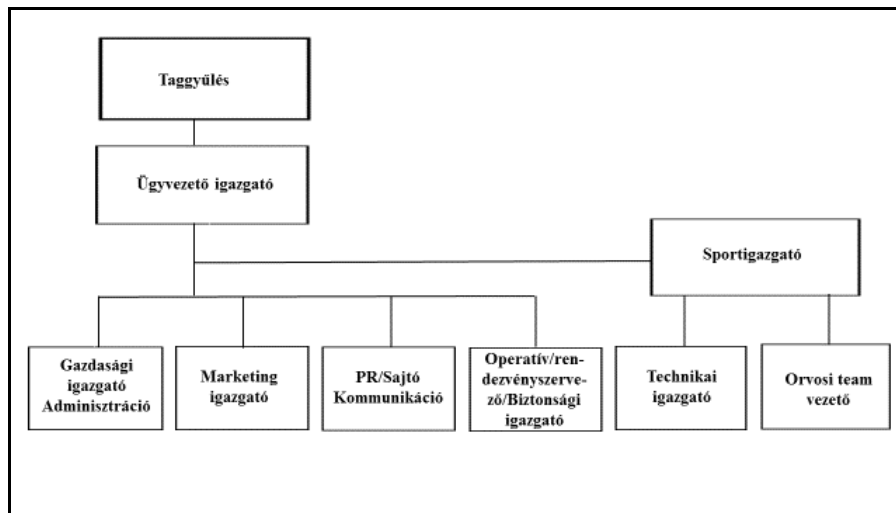 Taggyűlés
Ügyvezető igazgató
Sportigazgató
Gazdasági
igazgató
Adminisztráció
Marketing
igazgató
PR/Sajtó
Kommunikáció
Operatív/ren-
dezvényszerve-
ző/Biztonsági
igazgató
Technikai
igazgató
Orvosi team
vezető